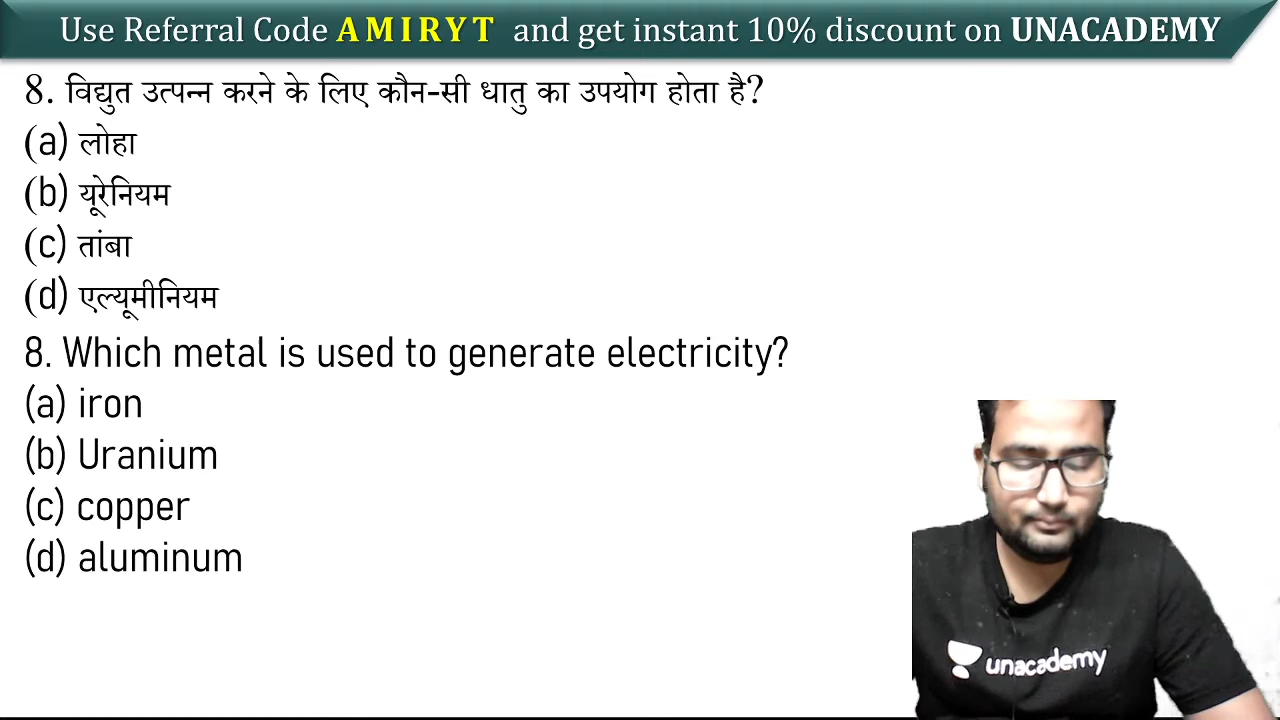 Use Referral Code AMIRYT and get instant 10% discount on UNACADEMY
8. विद्युत उत्पन्न करने के लिए कौन-सी धातु का उपयोग होता है?
(a) लोहा
(b) यूरेनियम
(c) तांबा
(d) एल्यूमीनियम
8. Which metal is used to generate electricity?
(a) iron
(b) Uranium
(c) copper
(d) aluminum
unacademy